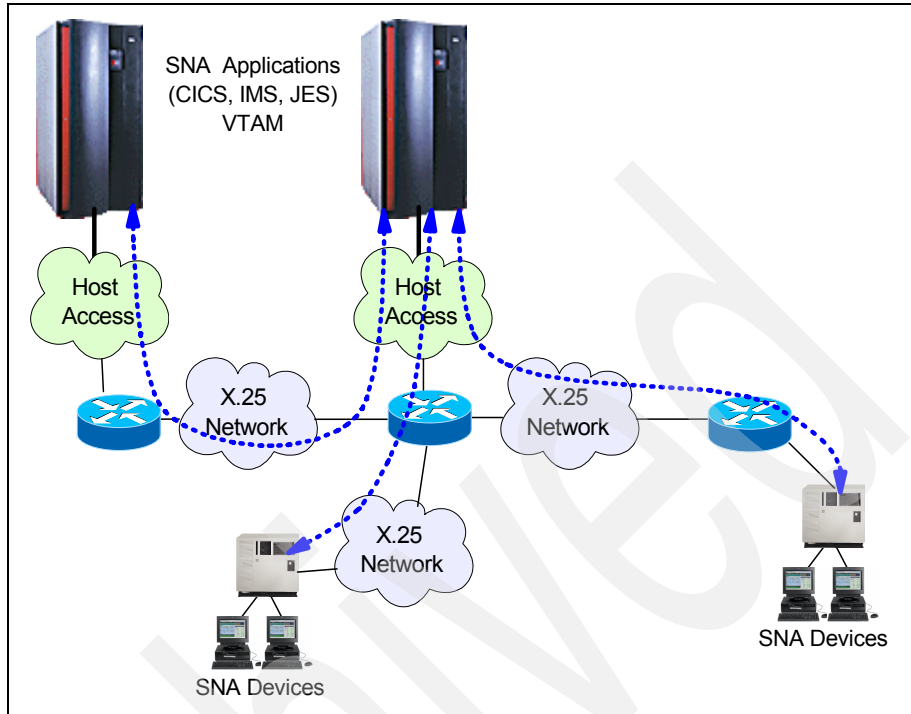 SNA Applications
(CICS, IMS, JES)
VTAM
Host
Access
Host
Access
X.25
Network
X.25
Network
X.25
Network
SNA Devices
SNA Devices